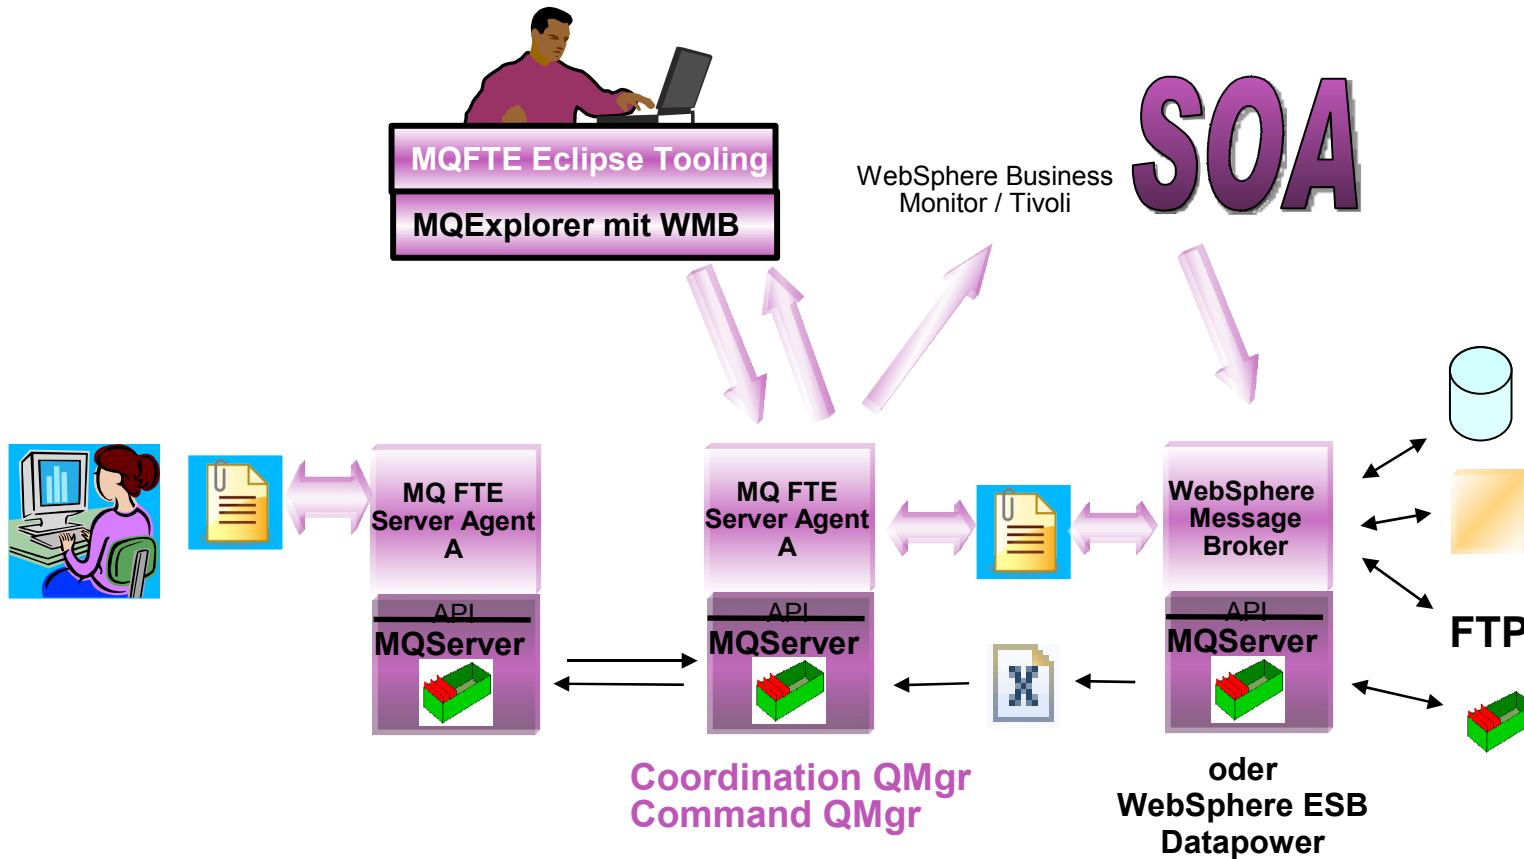 MQFTE Eclipse Tooling
MQExplorer mit WMB
WebSphere Business
Monitor / Tivoli
SOA
MQ FTE
Server Agent
A
API
MQServer
MQ FTE
Server Agent
A
API
MQServer
WebSphere
Message
Broker
API
MQServer
X
FTP
Coordination QMgr
Command QMgr
oder
WebSphere ESB
Datapower